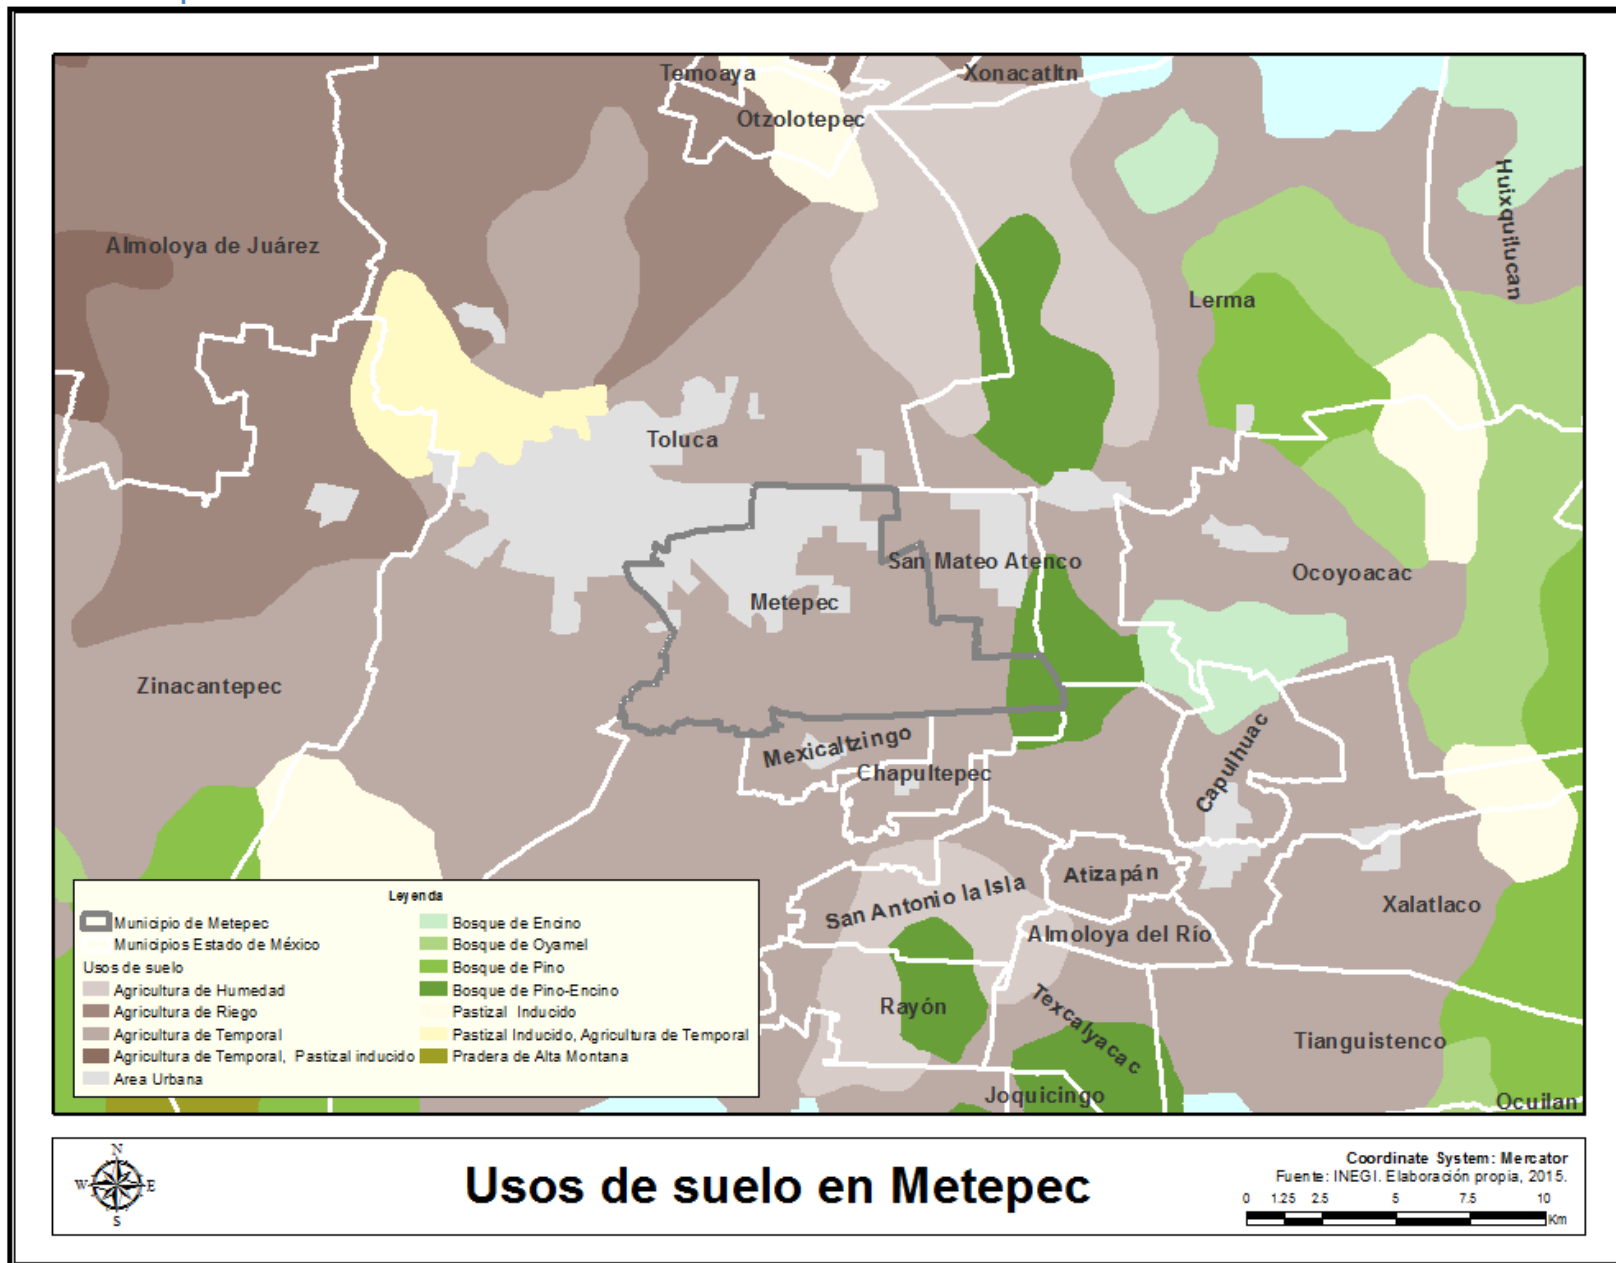 Temoaya
Xonacatltn
Otzolotepec
Huixquilucan
Almoloya de Juárez
Lerma
Toluca
San Mateo Atenco
Ocoyoacac
Metepec
Zinacantepec
Mexicaltzingo
Chapultepec
Capulhuac
Atizapán
San Antonio la Isla
Xalatlaco
Almoloya del Río
Rayón
Texcalyacac
Tianguistenco
Joquicingo
Ocuilan
Leyenda
Municipio de Metepec
Municipios Estado de México
Usos de suelo
Agricultura de Humedad
Agricultura de Riego
Agricultura de Temporal
Agricultura de Temporal, Pastizal inducido
Area Urbana
Bosque de Encino
Bosque de Oyamel
Bosque de Pino
Bosque de Pino-Encino
Pastizal Inducido
Pastizal Inducido, Agricultura de Temporal
Pradera de Alta Montana
N
W E
S
Usos de suelo en Metepec
Coordinate System: Mercator
Fuente: INEGI. Elaboración propia, 2015.
0 1.25 2.5 5 7.5 10
Km